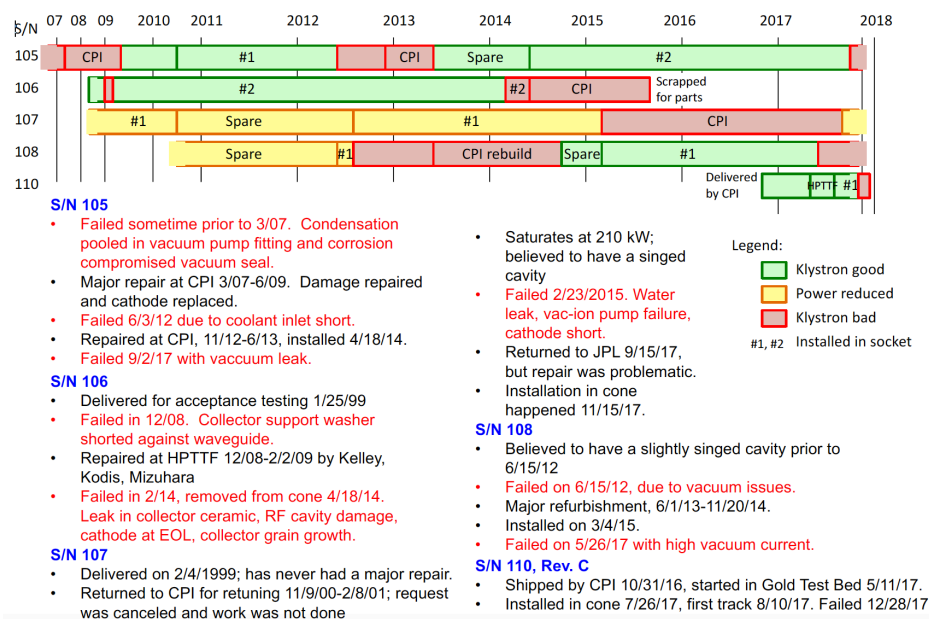 07 08 09 2010 2011 2012 2013 2014 2015 2016 2017 2018
S/N
105 CPI #1 CPI Spare #2
106 #2 #2 CPI Scrapped
for parts
107 #1 Spare #1 CPI
108 Spare #1 CPI rebuild Spare #1
110 Delivered
by CPI HPTTF #1
S/N 105
• Failed sometime prior to 3/07. Condensation
pooled in vacuum pump fitting and corrosion
compromised vacuum seal.
• Major repair at CPI 3/07-6/09. Damage repaired
and cathode replaced.
• Failed 6/3/12 due to coolant inlet short.
• Repaired at CPI, 11/12-6/13, installed 4/18/14.
• Failed 9/2/17 with vaccuum leak.
S/N 106
• Delivered for acceptance testing 1/25/99
• Failed in 12/08. Collector support washer
shorted against waveguide.
• Repaired at HPTTF 12/08-2/2/09 by Kelley,
Kodis, Mizuhara
• Failed in 2/14, removed from cone 4/18/14.
Leak in collector ceramic, RF cavity damage,
cathode at EOL, collector grain growth.
S/N 107
• Delivered on 2/4/1999; has never had a major repair.
• Returned to CPI for retuning 11/9/00-2/8/01; request
was canceled and work was not done
• Saturates at 210 kW;
believed to have a singed
cavity
• Failed 2/23/2015. Water
leak, vac-ion pump failure,
cathode short.
• Returned to JPL 9/15/17,
but repair was problematic.
• Installation in cone
happened 11/15/17.
S/N 108
• Believed to have a slightly singed cavity prior to
6/15/12
• Failed on 6/15/12, due to vacuum issues.
• Major refurbishment, 6/1/13-11/20/14.
• Installed on 3/4/15.
• Failed on 5/26/17 with high vacuum current.
S/N 110, Rev. C
• Shipped by CPI 10/31/16, started in Gold Test Bed 5/11/17.
• Installed in cone 7/26/17, first track 8/10/17. Failed 12/28/17
Legend:
Klystron good
Power reduced
Klystron bad
#1, #2 Installed in socket